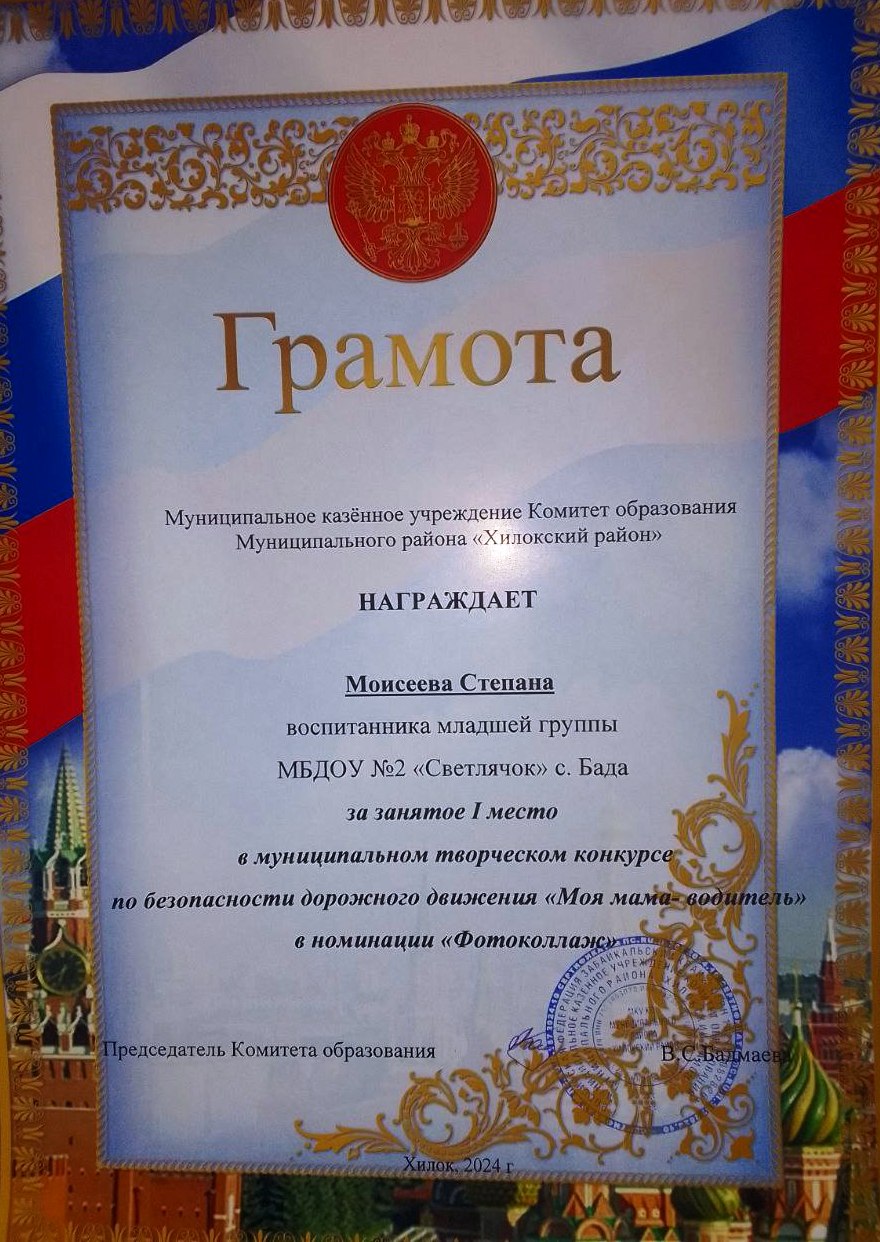 Грамота
Муниципальное казённое учреждение Комитет образования
Муниципального района «Хилокский район»
НАГРАЖДАЕТ
Моисеева Степана
воспитанника младшей группы
МБДОУ №2 «Светлячок» с. Бада
за занятое I место
в муниципальном творческом конкурсе
по безопасности дорожного движения «Моя мама- водитель»
в номинации «Фотоколлаж»
Председатель Комитета образования
В.С.Бадмаева
Хилок, 2024 г